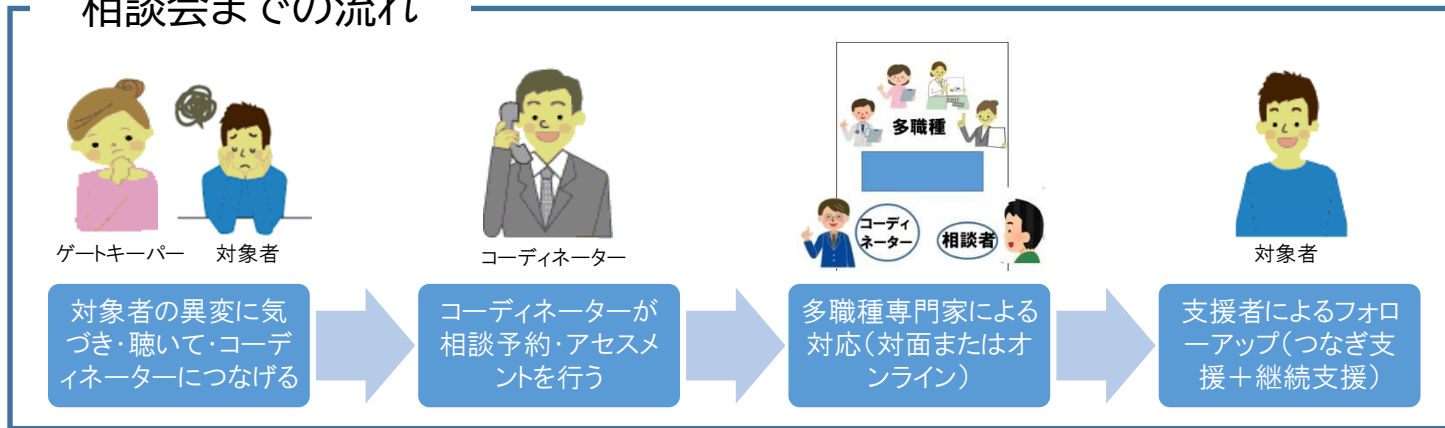 相談会までの流れ
多職種
コーディ
ネーター
相談者
ゲートキーパー
対象者
コーディネーター
対象者
対象者の異変に気
づき・聴いて・コーデ
ィネーターにつなげる
コーディネーターが
相談予約・アセスメ
ントを行う
多職種専門家による
対応(対面またはオ
ンライン)
支援者によるフォロ
ーアップ(つなぎ支
援+継続支援)